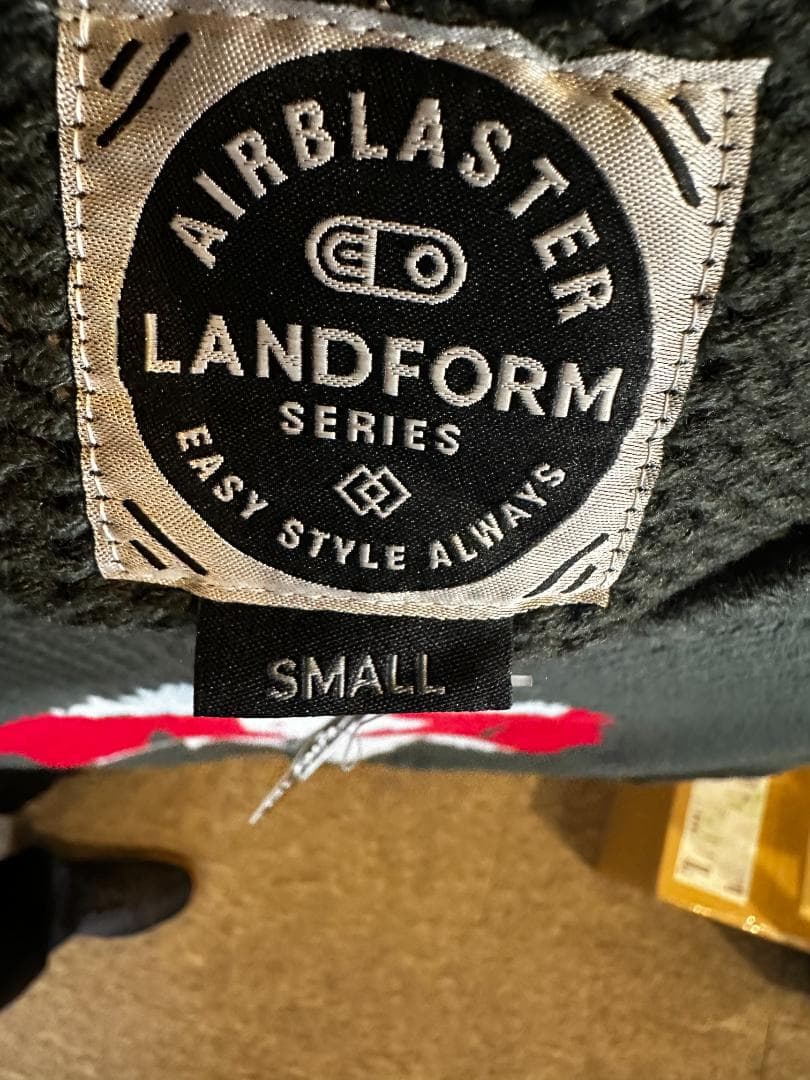 AIRBLASTER
LANDFORM
SERIES
EASY STYLE ALWAYS
SMALL